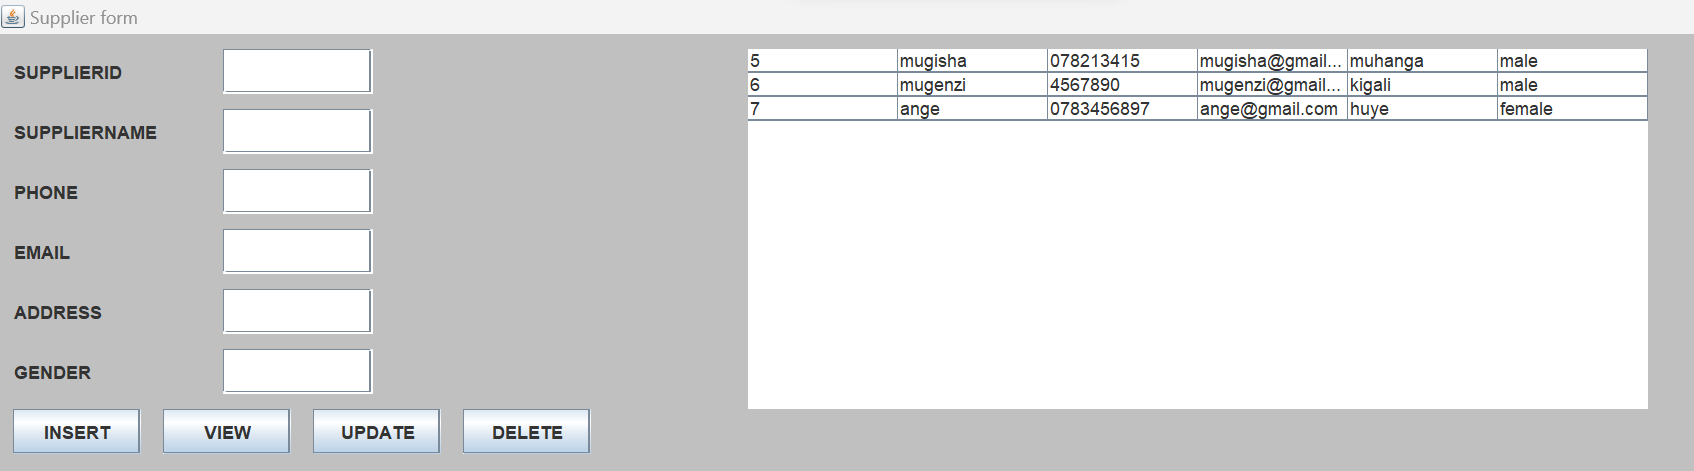 Supplier form
SUPPLIERID
SUPPLIERNAME
PHONE
EMAIL
ADDRESS
GENDER
INSERT VIEW UPDATE DELETE
5 mugisha 078213415 mugisha@gmail... muhanga male
6 mugenzi 4567890 mugenzi@gmail... kigali male
7 ange 0783456897 ange@gmail.com huye female